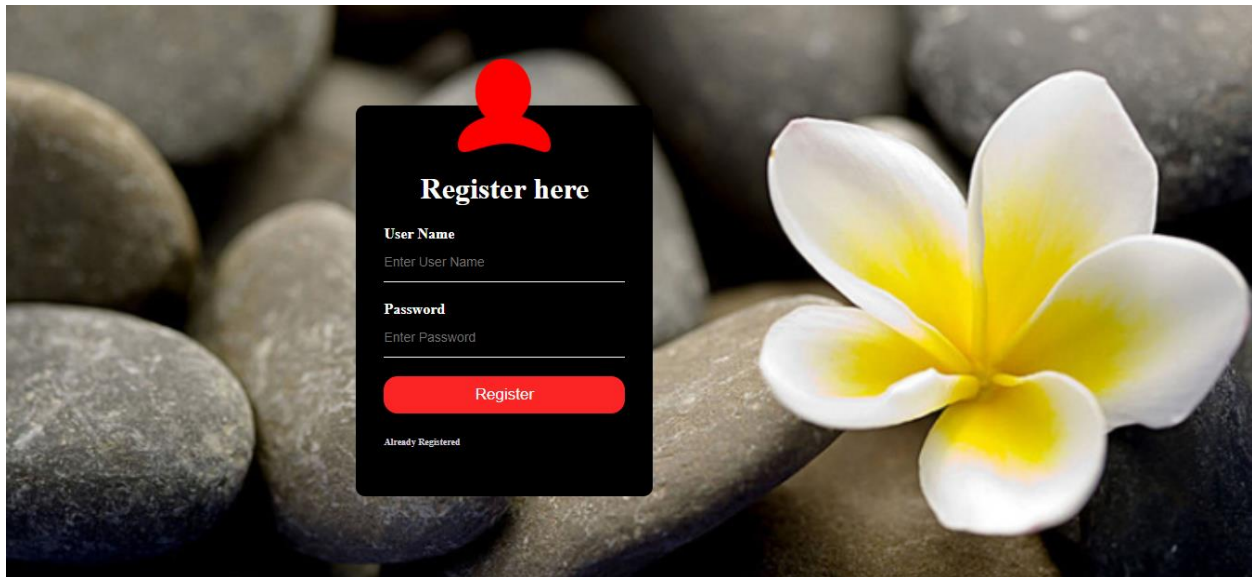 Register here
User Name
Enter User Name
Password
Enter Password
Register
Already Registered